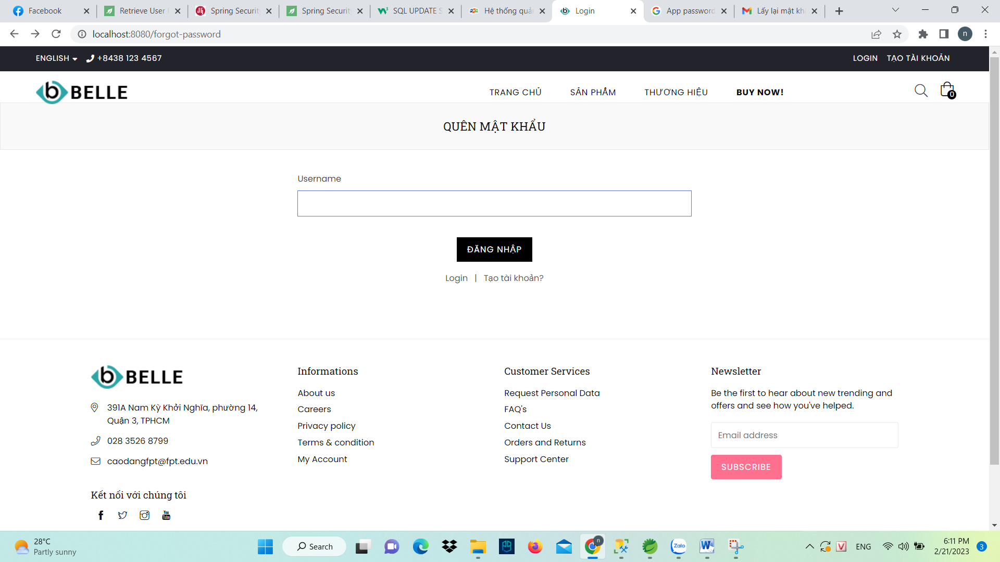 Facebook
Retrieve User
Spring Securit
Spring Securit
SQL UPDATE S
Hệ thống quản
Login
App password
Lấy lại mật kh
localhost:8080/forgot-password
n
ENGLISH
+8438 123 4567
LOGIN
TẠO TÀI KHOẢN
b BELLE
TRANG CHỦ
SẢN PHẨM
THƯƠNG HIỆU
BUY NOW!
0
QUÊN MẬT KHẨU
Username
ĐĂNG NHẬP
Login | Tạo tài khoản?
b BELLE
391A Nam Kỳ Khởi Nghĩa, phường 14,
Quận 3, TPHCM
028 3526 8799
caodangfpt@fpt.edu.vn
Kết nối với chúng tôi
You
Tube
Informations
About us
Careers
Privacy policy
Terms & condition
My Account
Customer Services
Request Personal Data
FAQ's
Contact Us
Orders and Returns
Support Center
Newsletter
Be the first to hear about new trending and
offers and see how you've helped.
Email address
SUBSCRIBE
28°C
Partly sunny
Search
n
Zalo
W
V
ENG
6:11 PM
2/21/2023
3